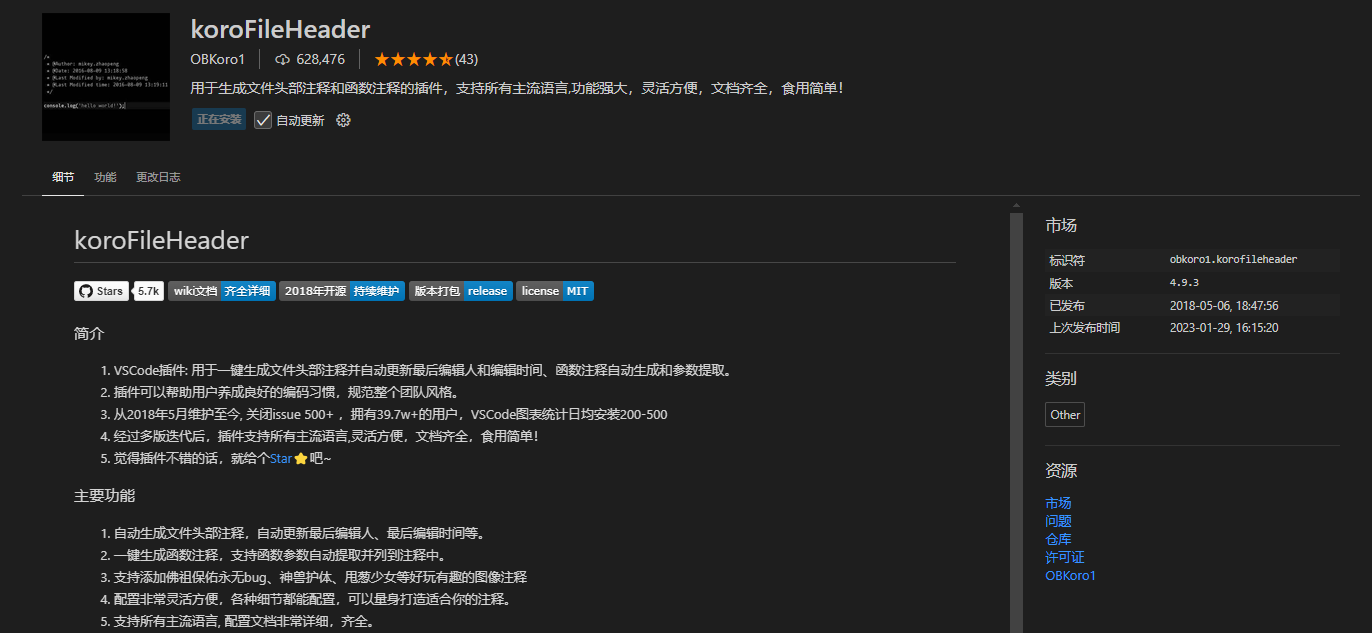 koroFileHeader
OBKoro1 628,476 (43)
用于生成文件头部注释和函数注释的插件，支持所有主流语言,功能强大，灵活方便，文档齐全，食用简单！
正在安装 自动更新
/*
* @Author: mikey.zhaopeng
* @Date: 2016-08-09 13:18:58
* @Last Modified by: mikey.zhaopeng
* @Last Modified time: 2016-08-09 13:19:11
*/
console.log("hello world!");
细节 功能 更改日志
koroFileHeader
Stars 5.7k wiki文档 齐全详细 2018年开源 持续维护 版本打包 release license MIT
简介
1. VSCode插件: 用于一键生成文件头部注释并自动更新最后编辑人和编辑时间、函数注释自动生成和参数提取。
2. 插件可以帮助用户养成良好的编码习惯，规范整个团队风格。
3. 从2018年5月维护至今, 关闭issue 500+ ，拥有39.7w+的用户，VSCode图表统计日均安装200-500
4. 经过多版迭代后，插件支持所有主流语言,灵活方便，文档齐全，食用简单！
5. 觉得插件不错的话，就给个Star⭐吧~
主要功能
1. 自动生成文件头部注释，自动更新最后编辑人、最后编辑时间等。
2. 一键生成函数注释，支持函数参数自动提取并列到注释中。
3. 支持添加佛祖保佑永无bug、神兽护体、甩葱少女等好玩有趣的图像注释
4. 配置非常灵活方便，各种细节都能配置，可以量身打造适合你的注释。
5. 支持所有主流语言, 配置文档非常详细，齐全。
市场
标识符 obkoro1.korofileheader
版本 4.9.3
已发布 2018-05-06, 18:47:56
上次发布时间 2023-01-29, 16:15:20
类别
Other
资源
市场
问题
仓库
许可证
OBKoro1